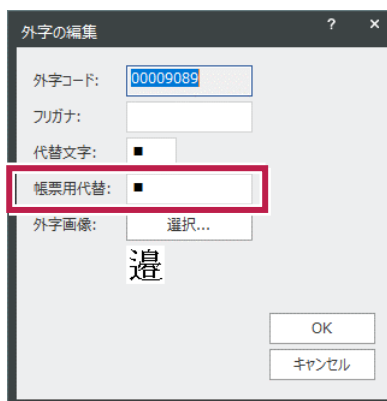 外字の編集 ? ×
外字コード: 00009089
フリガナ:
代替文字: ■
帳票用代替: ■
外字画像: 選択...
邉
OK
キャンセル